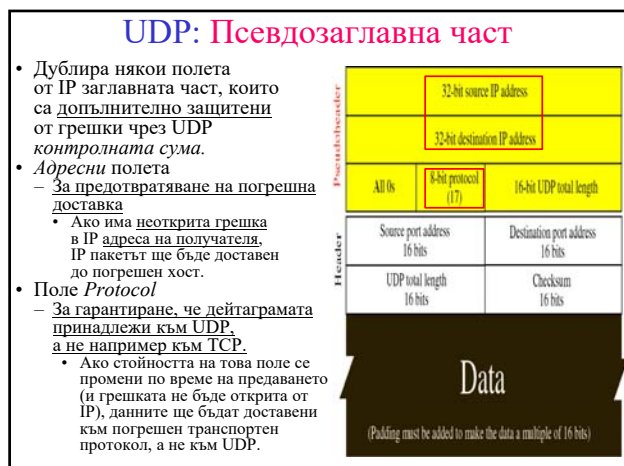 UDP: Псевдозаглавна част
• Дублира някои полета
от IP заглавната част, които
са допълнително защитени
от грешки чрез UDP
контролната сума.
• Адресни полета
– За предотвратяване на погрешна
доставка
• Ако има неоткрита грешка
в IP адреса на получателя,
IP пакетът ще бъде доставен
до погрешен хост.
• Поле Protocol
– За гарантиране, че дейтаграмата
принадлежи към UDP,
а не например към TCP.
• Ако стойността на това поле се
промени по време на предаването
(и грешката не бъде открита от
IP), данните ще бъдат доставени
към погрешен транспортен
протокол, а не към UDP.
Pseudoheader
32-bit source IP address
32-bit destination IP address
All 0s
8-bit protocol
(17)
16-bit UDP total length
Header
Source port address
16 bits
Destination port address
16 bits
UDP total length
16 bits
Checksum
16 bits
Data
(Padding must be added to make the data a multiple of 16 bits)